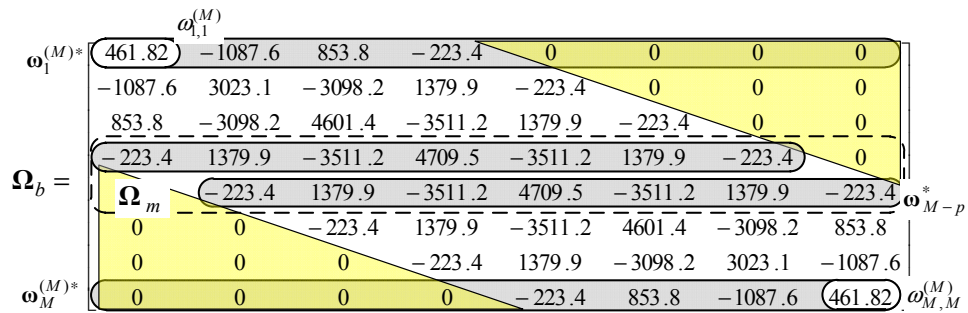 ω_{1,1}^{(M)}
ω_1^{(M)*} 461.82 −1087.6 853.8 −223.4 0 0 0 0
−1087.6 3023.1 −3098.2 1379.9 −223.4 0 0 0
853.8 −3098.2 4601.4 −3511.2 1379.9 −223.4 0 0
−223.4 1379.9 −3511.2 4709.5 −3511.2 1379.9 −223.4 0
Ω_b = Ω_m −223.4 1379.9 −3511.2 4709.5 −3511.2 1379.9 −223.4 ω_{M−p}^*
0 0 −223.4 1379.9 −3511.2 4601.4 −3098.2 853.8
0 0 0 −223.4 1379.9 −3098.2 3023.1 −1087.6
ω_M^{(M)*} 0 0 0 0 −223.4 853.8 −1087.6 461.82 ω_{M,M}^{(M)}